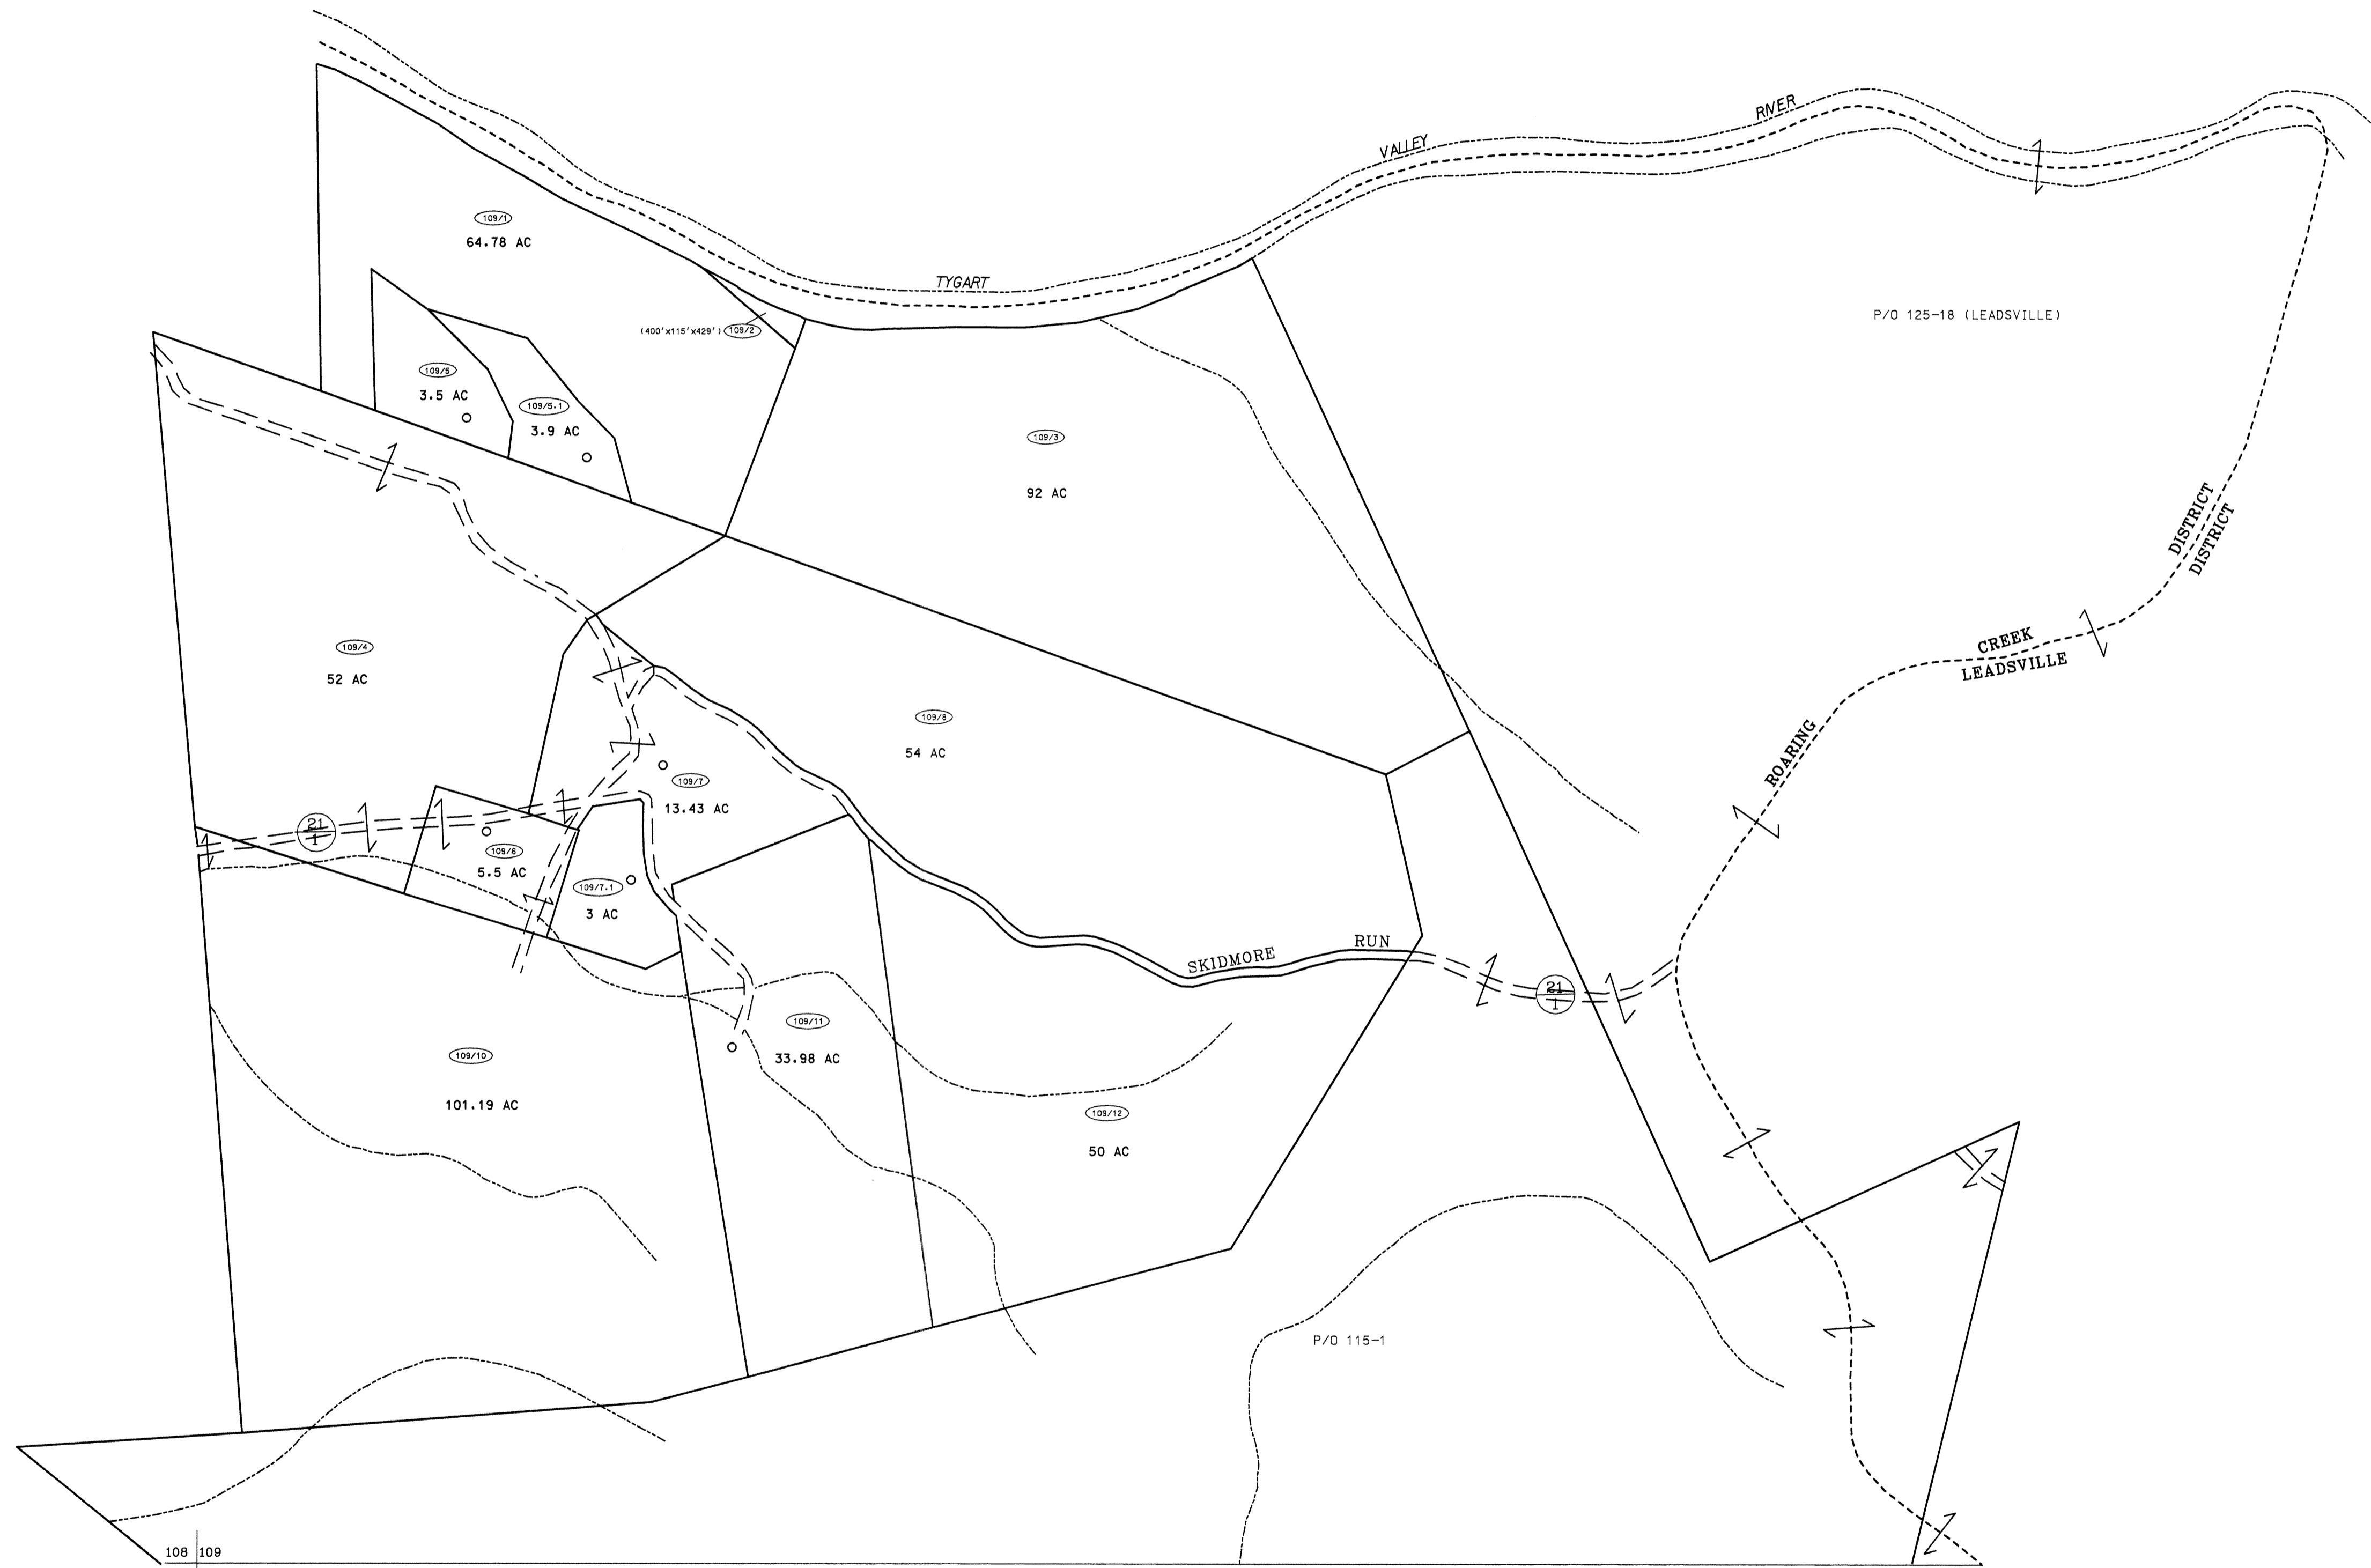 RIVER
VALLEY
TYGART
109/1
64.78 AC
(400'x115'x429') 109/2
P/O 125-18 (LEADSVILLE)
109/5
3.5 AC
109/5.1
3.9 AC
109/3
92 AC
DISTRICT
DISTRICT
CREEK
LEADSVILLE
ROARING
109/4
52 AC
109/8
54 AC
109/7
13.43 AC
21
1
109/6
5.5 AC
109/7.1
3 AC
SKIDMORE RUN
21
1
109/11
33.98 AC
109/10
101.19 AC
109/12
50 AC
P/O 115-1
108 109